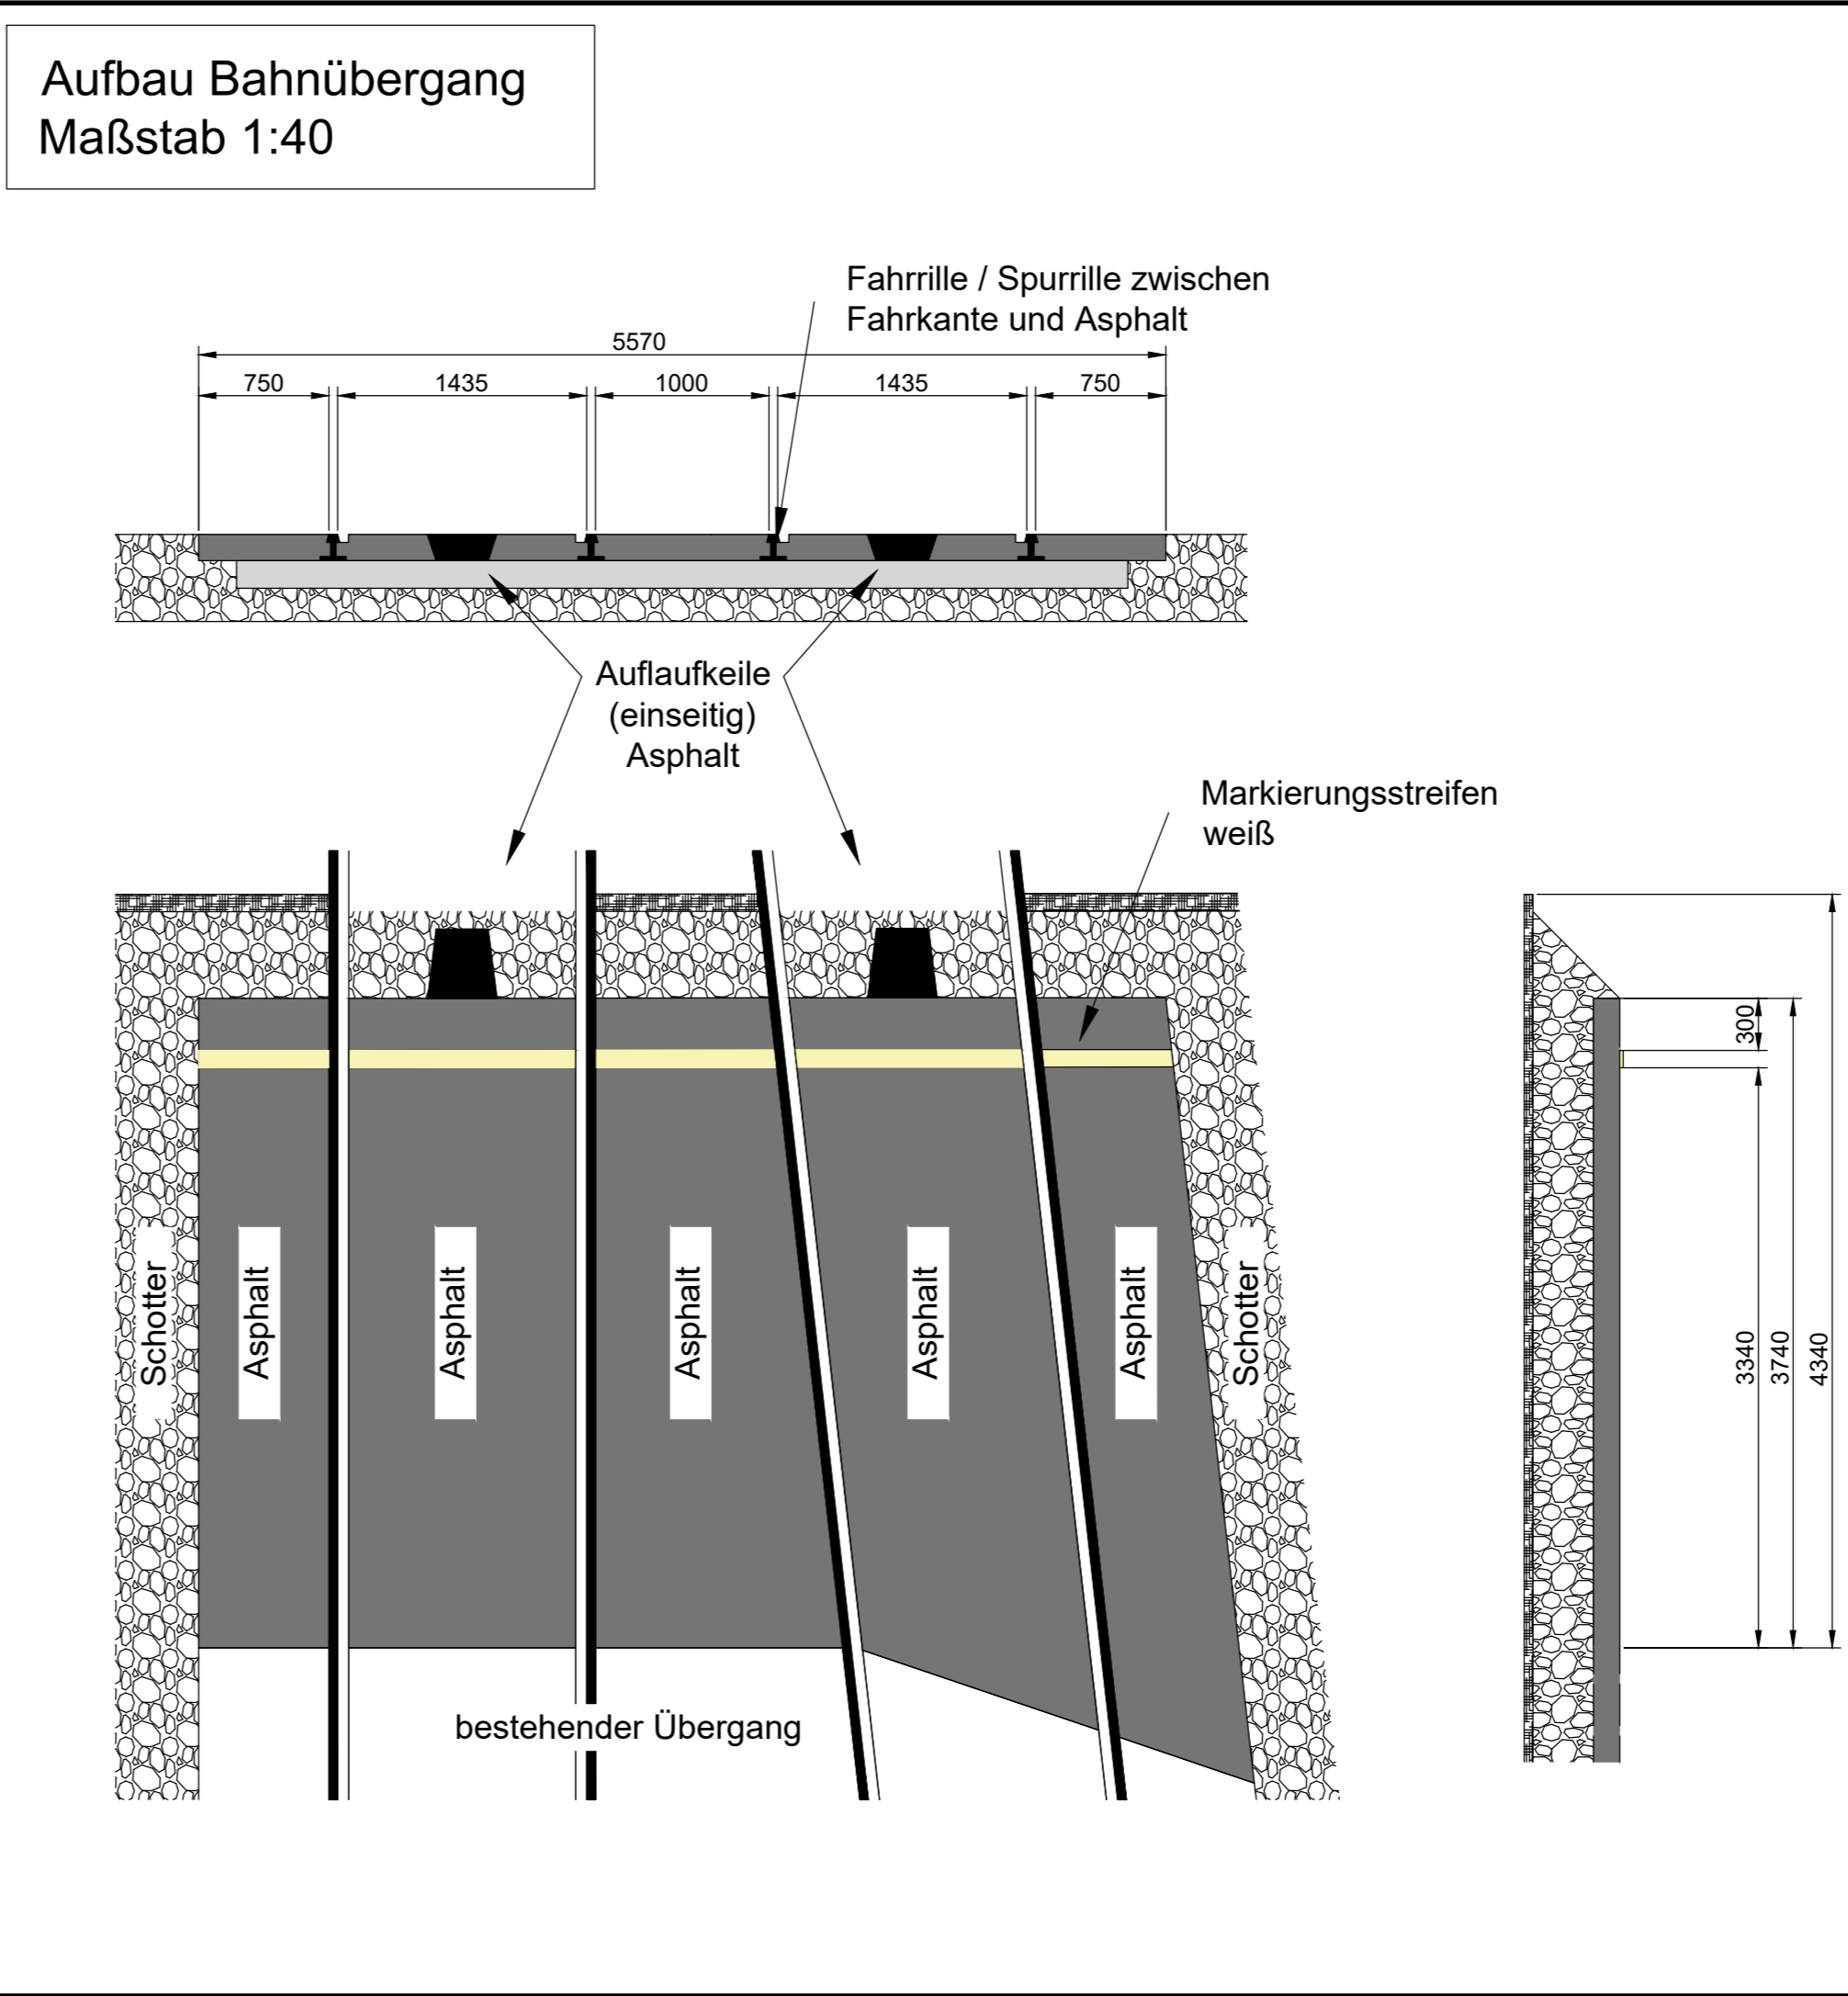 Aufbau Bahnübergang
Maßstab 1:40
Fahrrille / Spurrille zwischen
Fahrkante und Asphalt
5570
750
1435
1000
1435
750
Auflaufkeile
(einseitig)
Asphalt
Markierungsstreifen
weiß
300
3340
3740
4340
Schotter
Asphalt
Asphalt
Asphalt
Asphalt
Asphalt
Schotter
bestehender Übergang